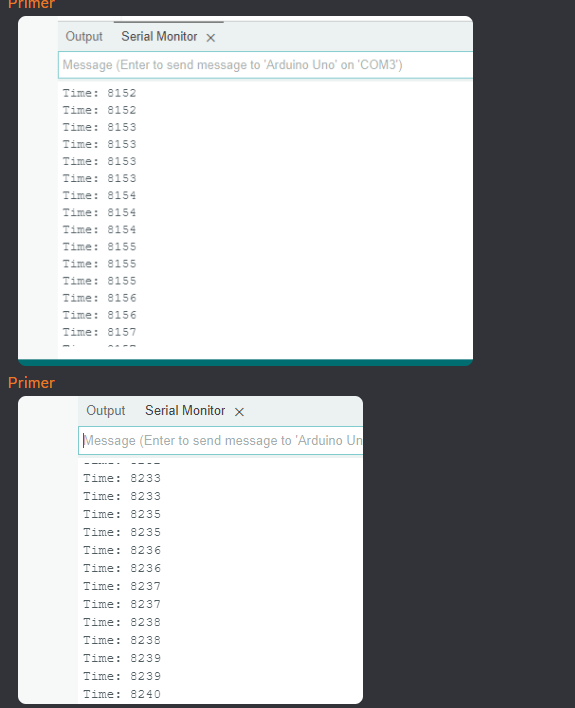 Primer
Output Serial Monitor
Message (Enter to send message to 'Arduino Uno' on 'COM3')
Time: 8152
Time: 8152
Time: 8153
Time: 8153
Time: 8153
Time: 8153
Time: 8154
Time: 8154
Time: 8154
Time: 8155
Time: 8155
Time: 8155
Time: 8156
Time: 8156
Time: 8157
Primer
Output Serial Monitor
Message (Enter to send message to 'Arduino Un
Time: 8233
Time: 8233
Time: 8235
Time: 8235
Time: 8236
Time: 8236
Time: 8237
Time: 8237
Time: 8238
Time: 8238
Time: 8239
Time: 8239
Time: 8240